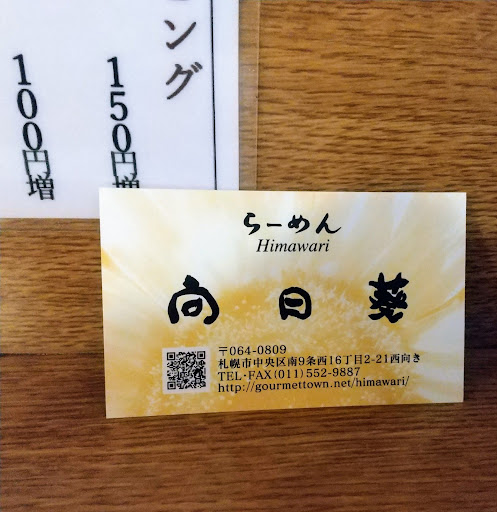 ング
150円増
100円増
らーめん
Himawari
向日葵
〒064-0809
札幌市中央区南9条西16丁目2-21西向き
TEL・FAX(011)552-9887
http://gourmettown.net/himawari/